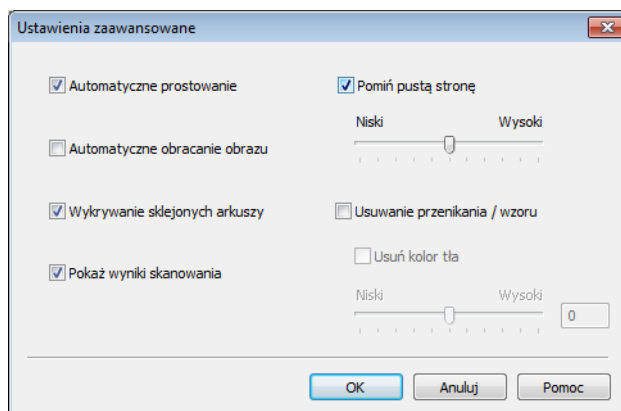 Ustawienia zaawansowane
Automatyczne prostowanie
Automatyczne obracanie obrazu
Wykrywanie sklejonych arkuszy
Pokaż wyniki skanowania
Pomiń pustą stronę
Niski Wysoki
Usuwanie przenikania / wzoru
Usuń kolor tła
Niski Wysoki
0
OK Anuluj Pomoc